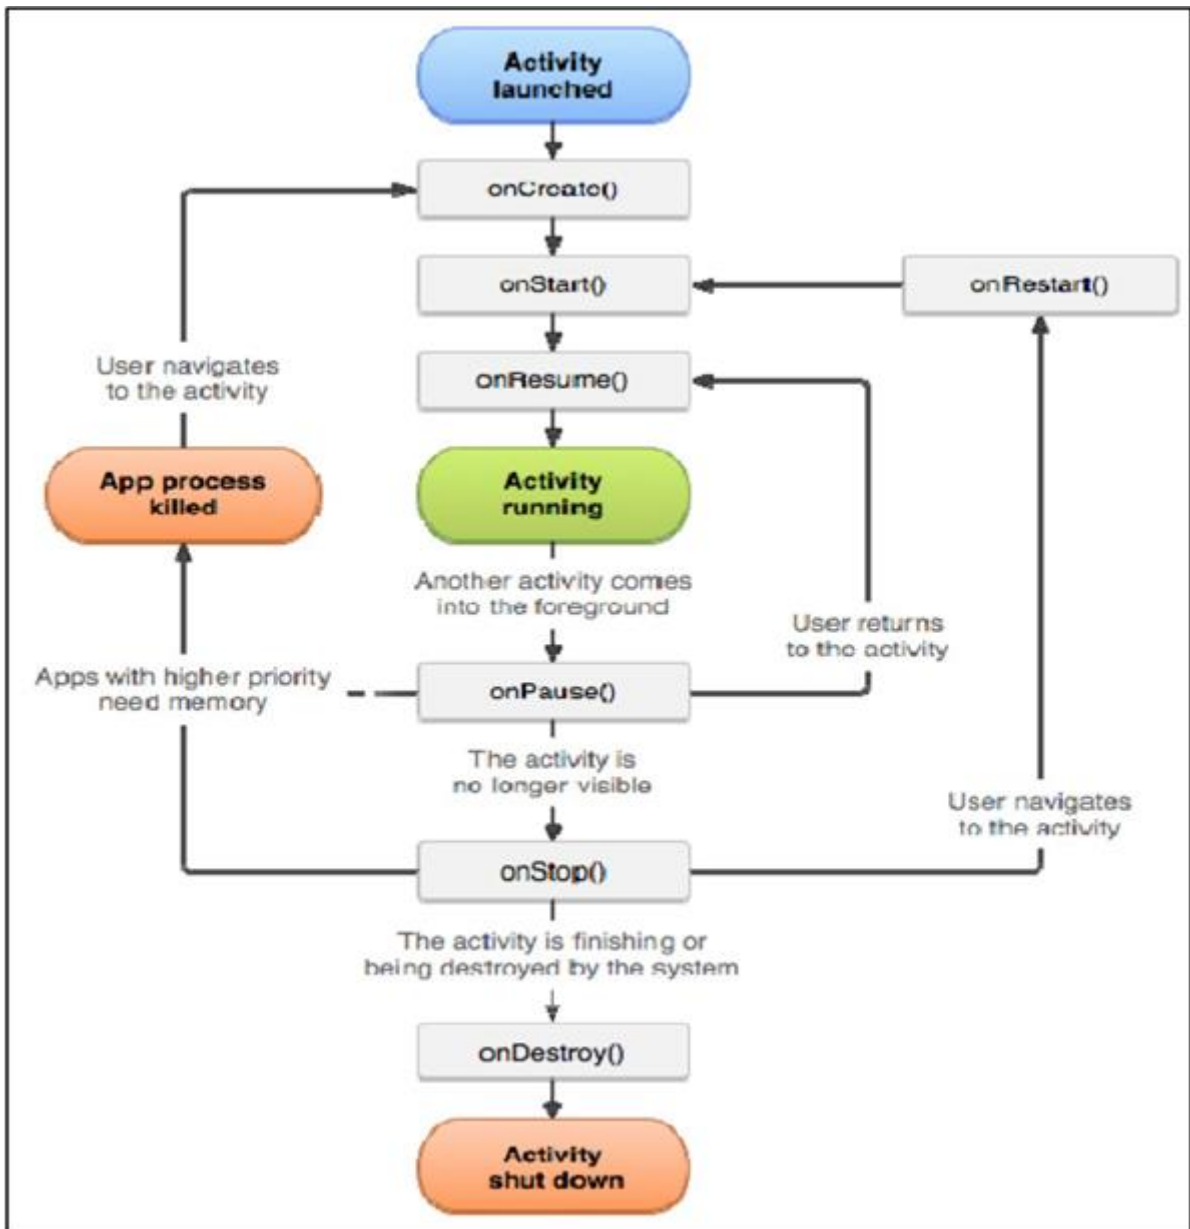 Activity
launched
onCreate()
onStart()
onRestart()
onResume()
User navigates
to the activity
App process
killed
Activity
running
Another activity comes
into the foreground
User returns
to the activity
Apps with higher priority
need memory
onPause()
The activity is
no longer visible
User navigates
to the activity
onStop()
The activity is finishing or
being destroyed by the system
onDestroy()
Activity
shut down